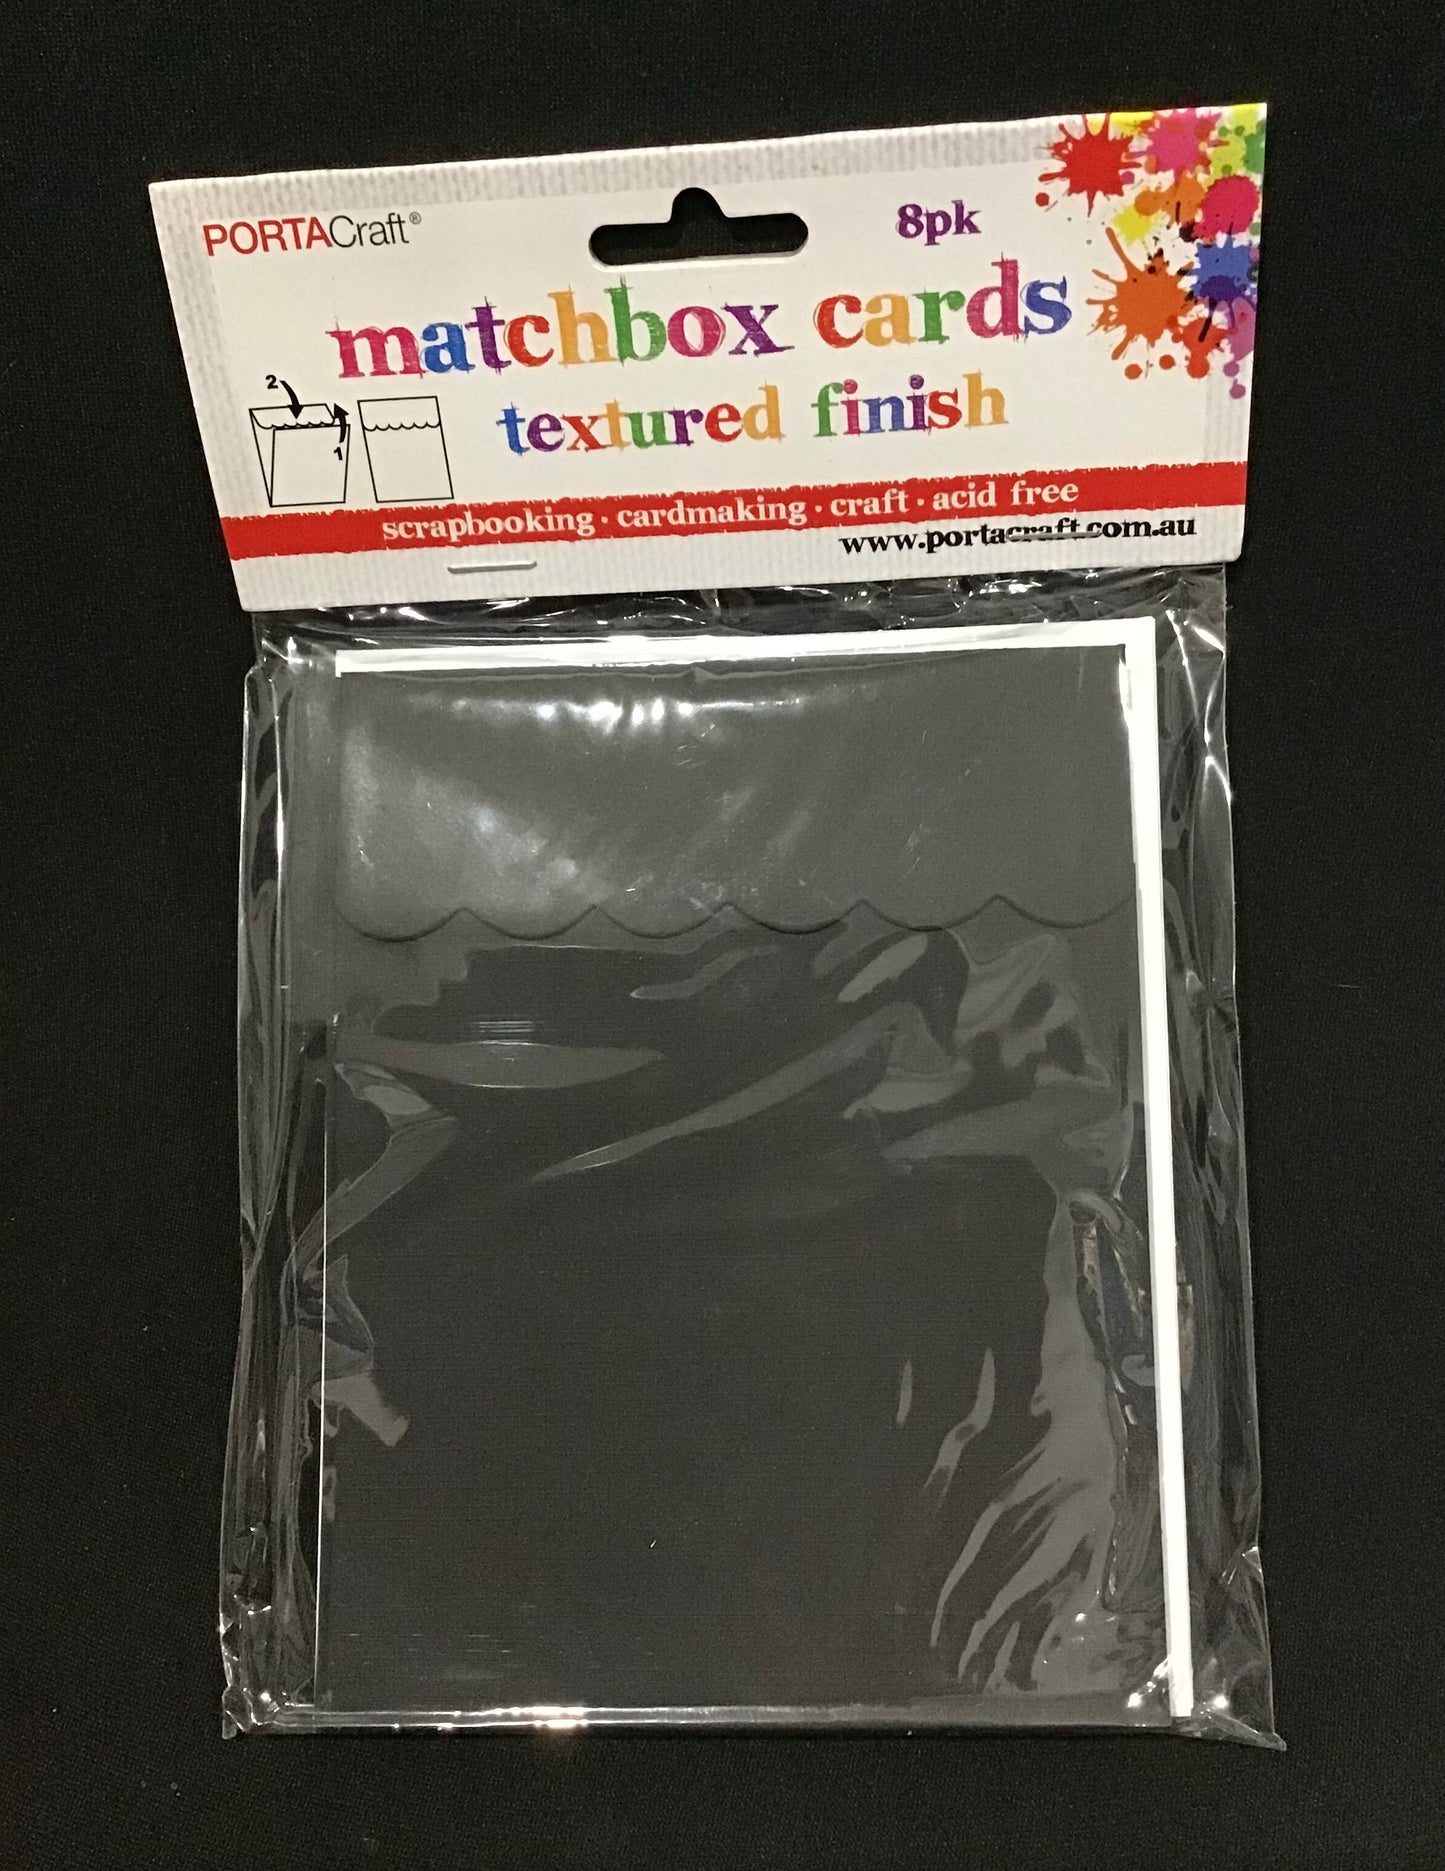 PORTACraft®
8pk
matchbox cards
textured finish
2
1
scrapbooking · cardmaking · craft · acid free
www.portacraft.com.au